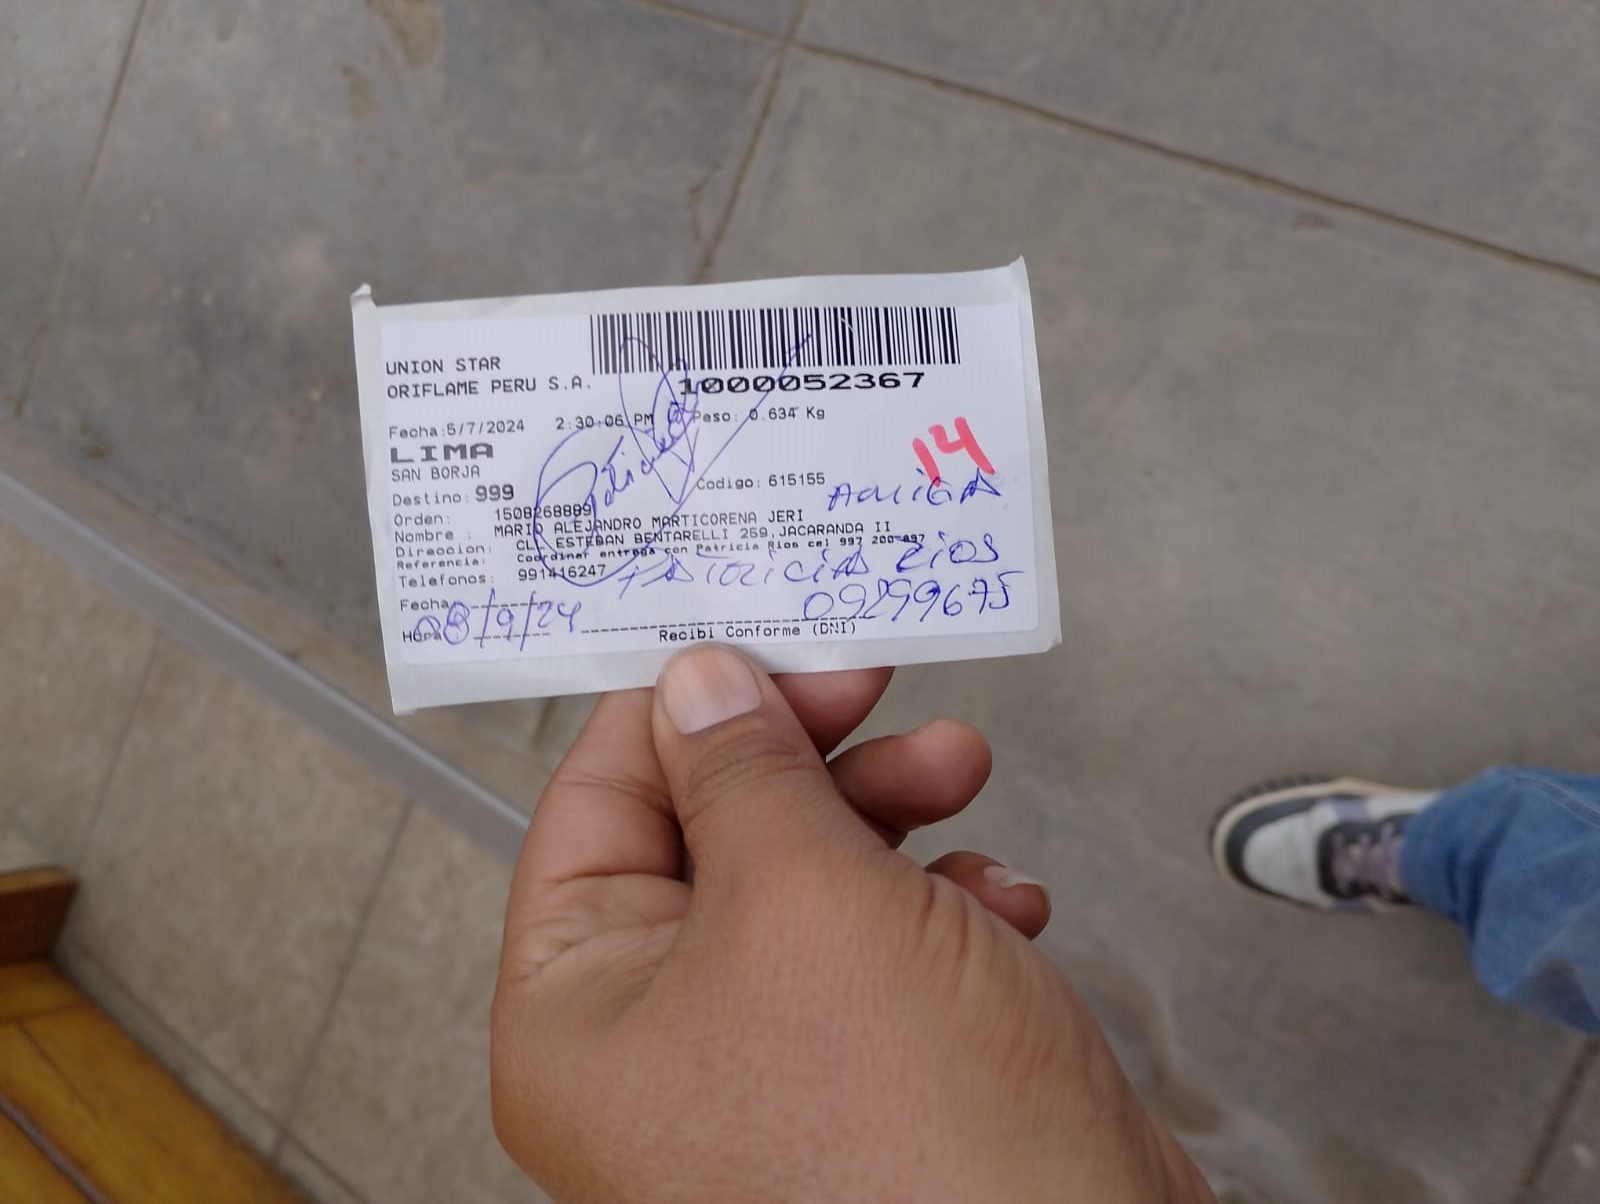 UNION STAR
ORIFLAME PERU S.A.
1000052367
Fecha:5/7/2024 2:30:06 PM Peso: 0.634 Kg
14
LIMA
SAN BORJA
Destino: 999 Codigo: 615155
Amiga
Orden: 1508268889
Nombre : MARIO ALEJANDRO MARTICORENA JERI
Direccion: CLL ESTEBAN BENTARELLI 259,JACARANDA II
Referencia: Coordinar entrega con Patricia Rios cel 997 200 897
Telefonos: 991416247
Patricia Rios
09299675
Fecha
Hora 08/9/24
Recibi Conforme (DNI)